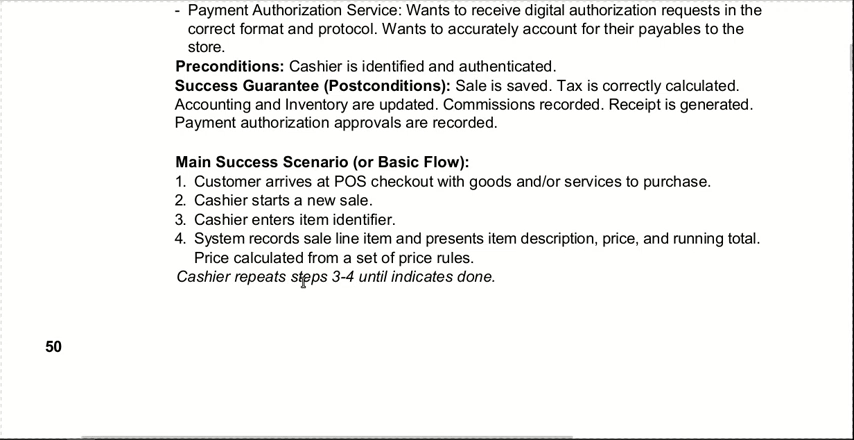 - Payment Authorization Service: Wants to receive digital authorization requests in the
correct format and protocol. Wants to accurately account for their payables to the
store.
Preconditions: Cashier is identified and authenticated.
Success Guarantee (Postconditions): Sale is saved. Tax is correctly calculated.
Accounting and Inventory are updated. Commissions recorded. Receipt is generated.
Payment authorization approvals are recorded.
Main Success Scenario (or Basic Flow):
1. Customer arrives at POS checkout with goods and/or services to purchase.
2. Cashier starts a new sale.
3. Cashier enters item identifier.
4. System records sale line item and presents item description, price, and running total.
Price calculated from a set of price rules.
Cashier repeats steps 3-4 until indicates done.
50